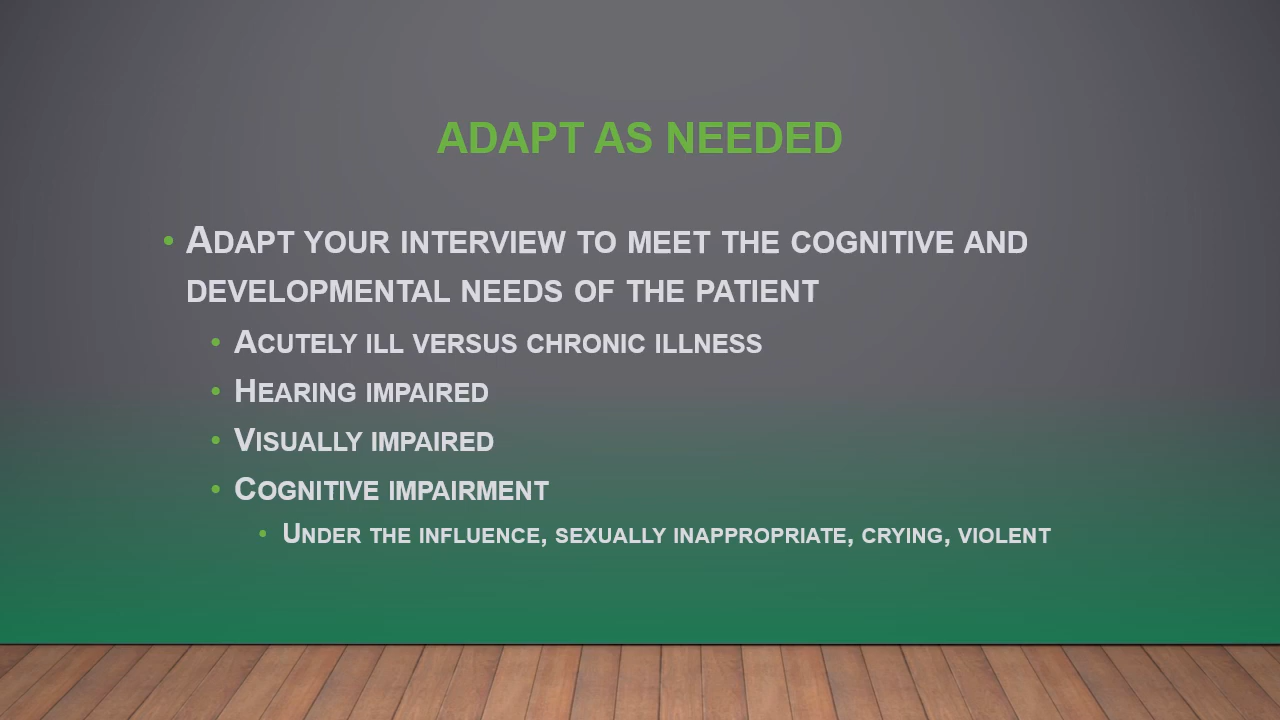 ADAPT AS NEEDED
• ADAPT YOUR INTERVIEW TO MEET THE COGNITIVE AND
DEVELOPMENTAL NEEDS OF THE PATIENT
• ACUTELY ILL VERSUS CHRONIC ILLNESS
• HEARING IMPAIRED
• VISUALLY IMPAIRED
• COGNITIVE IMPAIRMENT
• UNDER THE INFLUENCE, SEXUALLY INAPPROPRIATE, CRYING, VIOLENT